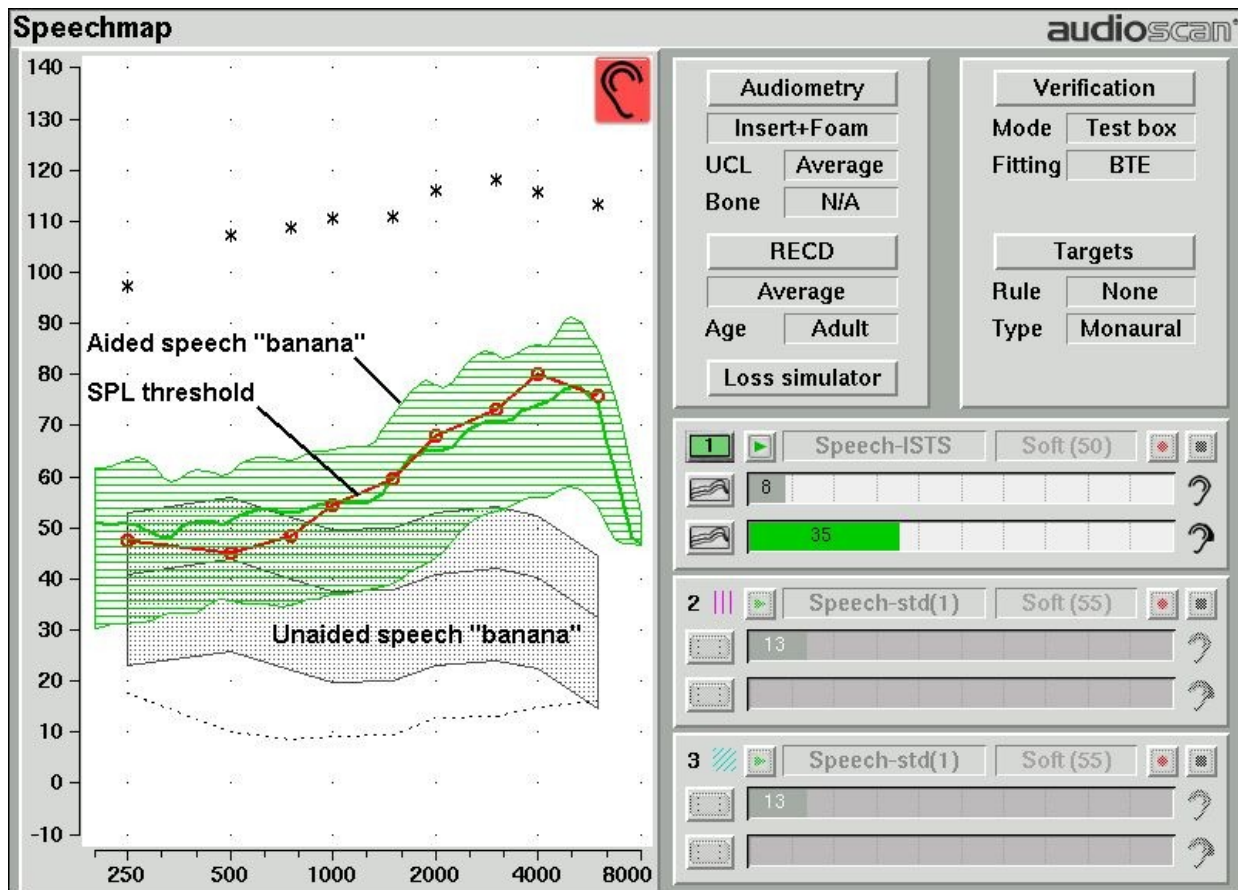 Speechmap
audioscan
140
130
120
110
100
90
80
70
60
50
40
30
20
10
0
-10
Aided speech "banana"
SPL threshold
Unaided speech "banana"
250 500 1000 2000 4000 8000
Audiometry
Insert+Foam
UCL Average
Bone N/A
RECD
Average
Age Adult
Loss simulator
Verification
Mode Test box
Fitting BTE
Targets
Rule None
Type Monaural
1 Speech-ISTS Soft (50)
8
35
2 Speech-std(1) Soft (55)
13
3 Speech-std(1) Soft (55)
13